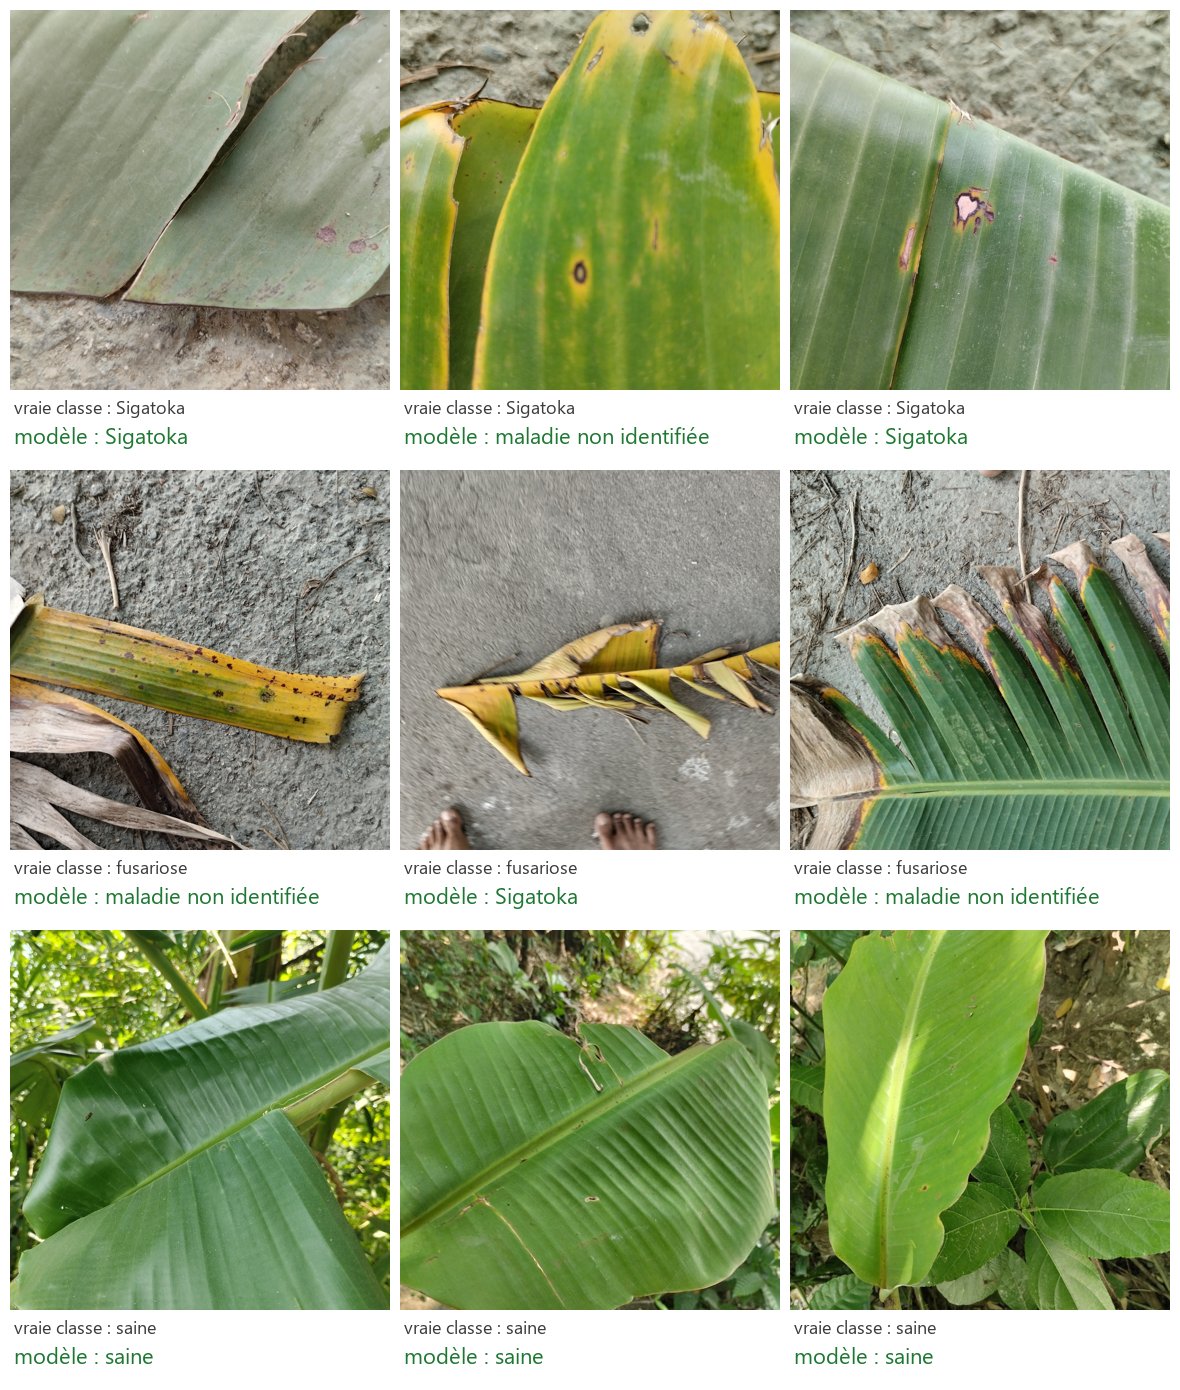 vraie classe : Sigatoka
modèle : Sigatoka
vraie classe : Sigatoka
modèle : maladie non identifiée
vraie classe : Sigatoka
modèle : Sigatoka
vraie classe : fusariose
modèle : maladie non identifiée
vraie classe : fusariose
modèle : Sigatoka
vraie classe : fusariose
modèle : maladie non identifiée
vraie classe : saine
modèle : saine
vraie classe : saine
modèle : saine
vraie classe : saine
modèle : saine